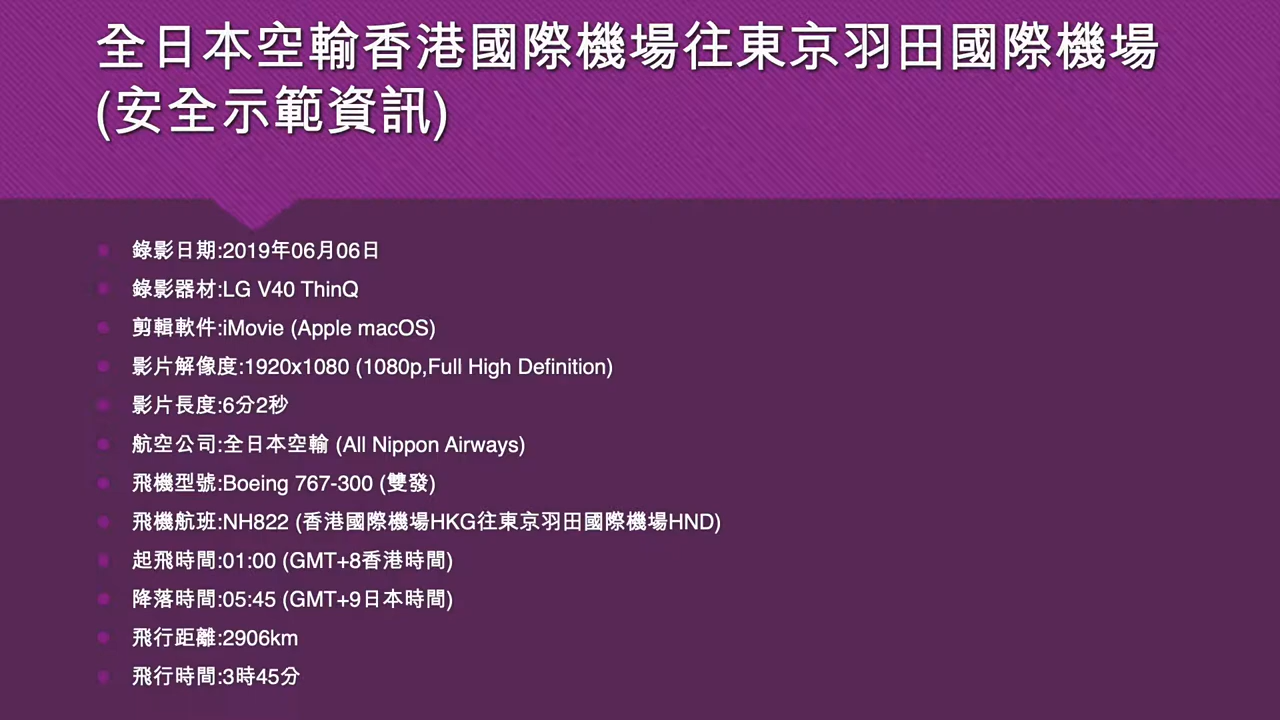 全日本空輸香港國際機場往東京羽田國際機場
(安全示範資訊)
錄影日期:2019年06月06日
錄影器材:LG V40 ThinQ
剪輯軟件:iMovie (Apple macOS)
影片解像度:1920x1080 (1080p,Full High Definition)
影片長度:6分2秒
航空公司:全日本空輸 (All Nippon Airways)
飛機型號:Boeing 767-300 (雙發)
飛機航班:NH822 (香港國際機場HKG往東京羽田國際機場HND)
起飛時間:01:00 (GMT+8香港時間)
降落時間:05:45 (GMT+9日本時間)
飛行距離:2906km
飛行時間:3時45分